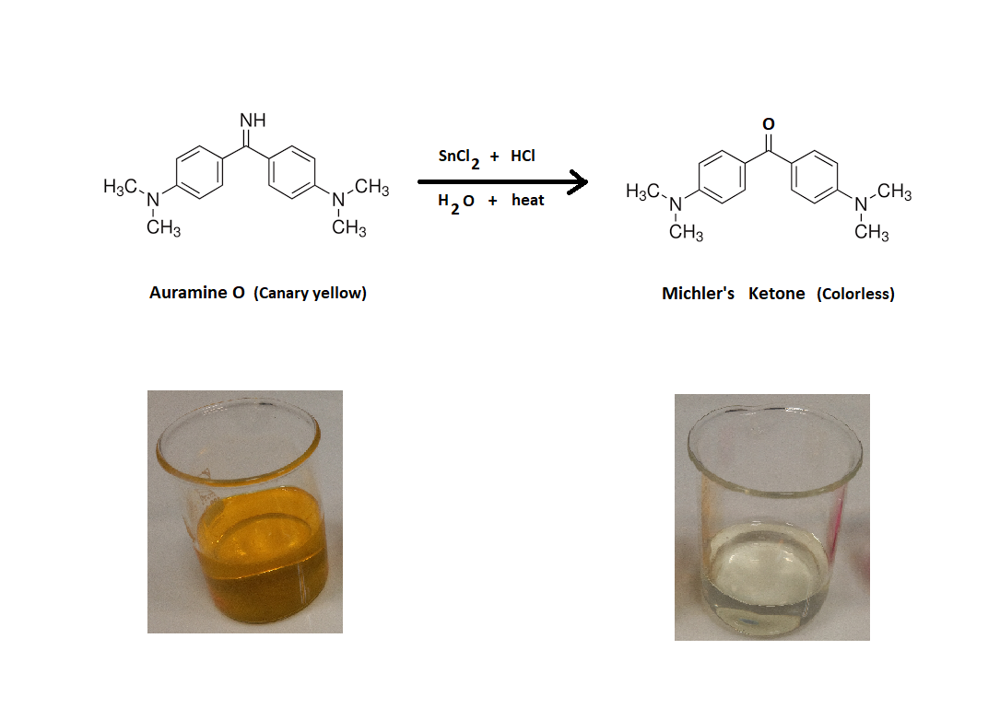 NH
H₃C
N
CH₃
N
CH₃
CH₃
SnCl₂ + HCl
H₂O + heat
O
H₃C
N
CH₃
N
CH₃
CH₃
Auramine O (Canary yellow)
Michler's Ketone (Colorless)